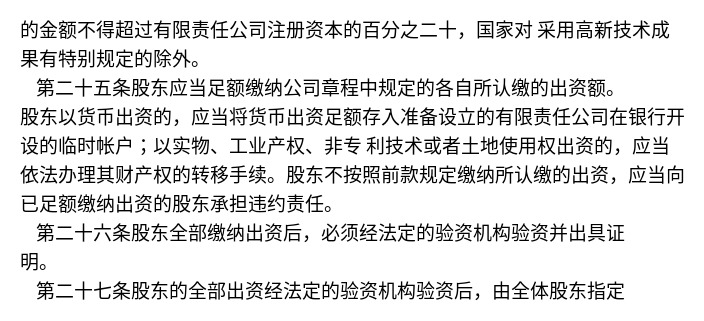 的金额不得超过有限责任公司注册资本的百分之二十，国家对 采用高新技术成
果有特别规定的除外。
第二十五条股东应当足额缴纳公司章程中规定的各自所认缴的出资额。
股东以货币出资的，应当将货币出资足额存入准备设立的有限责任公司在银行开
设的临时帐户；以实物、工业产权、非专 利技术或者土地使用权出资的，应当
依法办理其财产权的转移手续。股东不按照前款规定缴纳所认缴的出资，应当向
已足额缴纳出资的股东承担违约责任。
第二十六条股东全部缴纳出资后，必须经法定的验资机构验资并出具证
明。
第二十七条股东的全部出资经法定的验资机构验资后，由全体股东指定